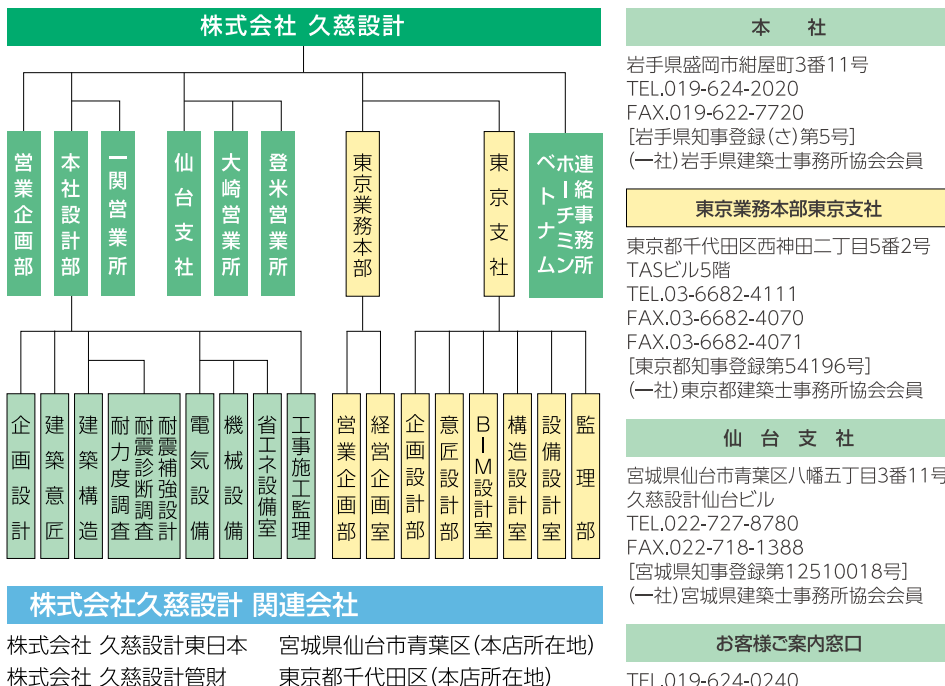 株式会社 久慈設計
営業企画部
本社設計部
一関営業所
仙台支社
大崎営業所
登米営業所
東京業務本部
東京支社
ベトナム
ホーチミン
連絡事務所
企画設計
建築意匠
建築構造
耐力度調査
耐震診断調査
耐震補強設計
電気設備
機械設備
省エネ設備室
工事施工監理
営業企画部
経営企画室
企画設計部
意匠設計部
BIM設計室
構造設計室
設備設計室
監理部
株式会社久慈設計 関連会社
株式会社 久慈設計東日本 宮城県仙台市青葉区(本店所在地)
株式会社 久慈設計管財 東京都千代田区(本店所在地)
本社
岩手県盛岡市紺屋町3番11号
TEL.019-624-2020
FAX.019-622-7720
[岩手県知事登録(さ)第5号]
(一社)岩手県建築士事務所協会会員
東京業務本部東京支社
東京都千代田区西神田二丁目5番2号
TASビル5階
TEL.03-6682-4111
FAX.03-6682-4070
FAX.03-6682-4071
[東京都知事登録第54196号]
(一社)東京都建築士事務所協会会員
仙台支社
宮城県仙台市青葉区八幡五丁目3番11号
久慈設計仙台ビル
TEL.022-727-8780
FAX.022-718-1388
[宮城県知事登録第12510018号]
(一社)宮城県建築士事務所協会会員
お客様ご案内窓口
TEL.019-624-0240